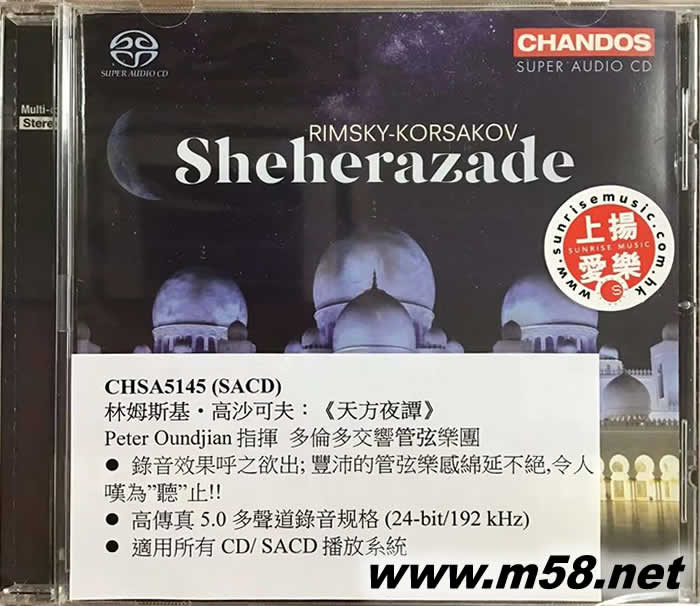 SUPER AUDIO CD
CHANDOS
SUPER AUDIO CD
Stere
RIMSKY-KORSAKOV
Sheherazade
www.sunrisemusic.com.hk
上揚
SUNRISE MUSIC
愛樂
CHSA5145 (SACD)
林姆斯基・高沙可夫：《天方夜譚》
Peter Oundjian 指揮 多倫多交響管弦樂團
● 錄音效果呼之欲出; 豐沛的管弦樂感綿延不絕,令人
嘆為”聽”止!!
● 高傳真 5.0 多聲道錄音规格 (24-bit/192 kHz)
● 適用所有 CD/ SACD 播放系統
www.m58.net